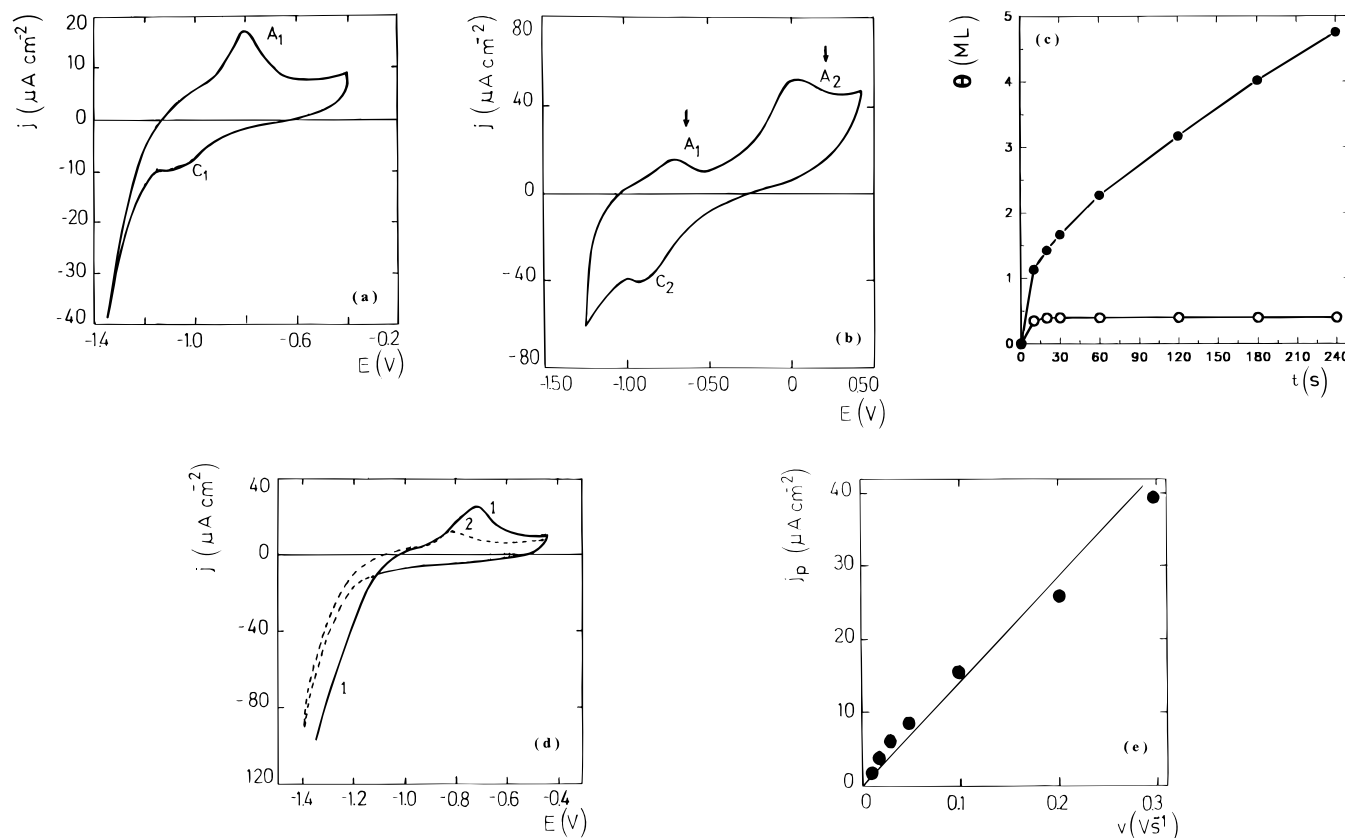 j (μA cm⁻²)
20
10
0
-10
-20
-30
-40
A₁
C₁
(a)
-1.4
-1.0
-0.6
-0.2
E(V)
j (μA cm⁻²)
80
40
0
-40
-80
A₁
A₂
C₂
(b)
-1.50
-1.00
-0.50
0
0.50
E (V)
Θ (ML)
(c)
5
4
3
2
1
0
0 30 60 90 120 150 180 210 240
t(s)
j (μA cm⁻²)
40
0
-40
-80
120
1
2
1
(d)
-1.4
-1.2
-1.0
-0.8
-0.6
-0.4
E(V)
jₚ (μA cm⁻²)
40
30
20
10
0
(e)
0
0.1
0.2
0.3
v(Vs⁻¹)